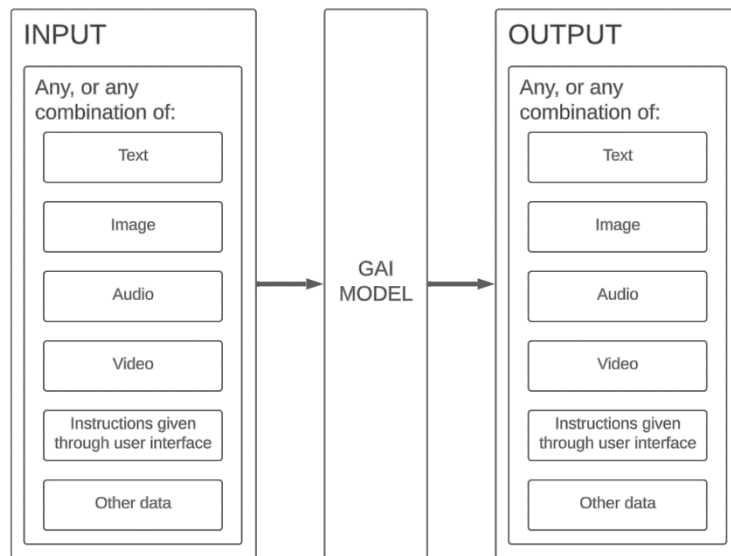 INPUT
Any, or any
combination of:
Text
Image
Audio
Video
Instructions given
through user interface
Other data
GAI
MODEL
OUTPUT
Any, or any
combination of:
Text
Image
Audio
Video
Instructions given
through user interface
Other data